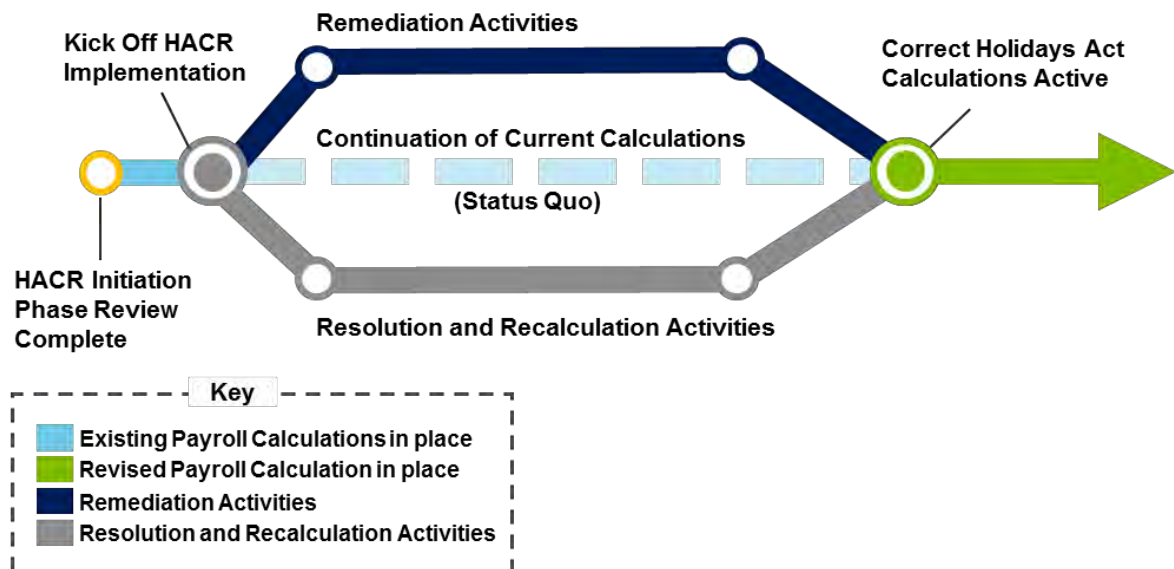 Remediation Activities
Kick Off HACR
Implementation
Correct Holidays Act
Calculations Active
Continuation of Current Calculations
(Status Quo)
HACR Initiation
Phase Review
Complete
Resolution and Recalculation Activities
Key
Existing Payroll Calculations in place
Revised Payroll Calculation in place
Remediation Activities
Resolution and Recalculation Activities